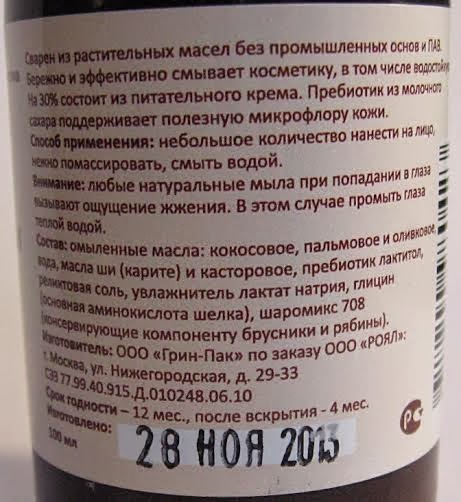 Сварен из растительных масел без промышленных основ и ПАВ.
Бережно и эффективно смывает косметику, в том числе
На 30% состоит из питательного крема. Пребиотик из молочного
сахара поддерживает полезную микрофлору кожи.
Способ применения: небольшое количество нанести на лицо,
нежно помассировать, смыть водой.
Внимание: любые натуральные мыла при попадании в глаза
вызывают ощущение жжения. В этом случае промыть глаза
теплой водой.
Состав: омыленные масла: кокосовое, пальмовое и оливковое,
вода, масла ши (карите) и касторовое, пребиотик лактитол,
реликтовая соль, увлажнитель лактат натрия, глицин
(основная аминокислота шелка), шаромикс 708
(консервирующие компоненту брусники и рябины).
Изготовитель: ООО «Грин-Пак» по заказу ООО «РОЯЛ»:
г. Москва, ул. Нижегородская, д. 29-33
СЭЗ 77.99.40.915.Д.010248.06.10
Срок годности – 12 мес., после вскрытия - 4 мес.
Изготовлено:
28 НОЯ 2013
100 мл